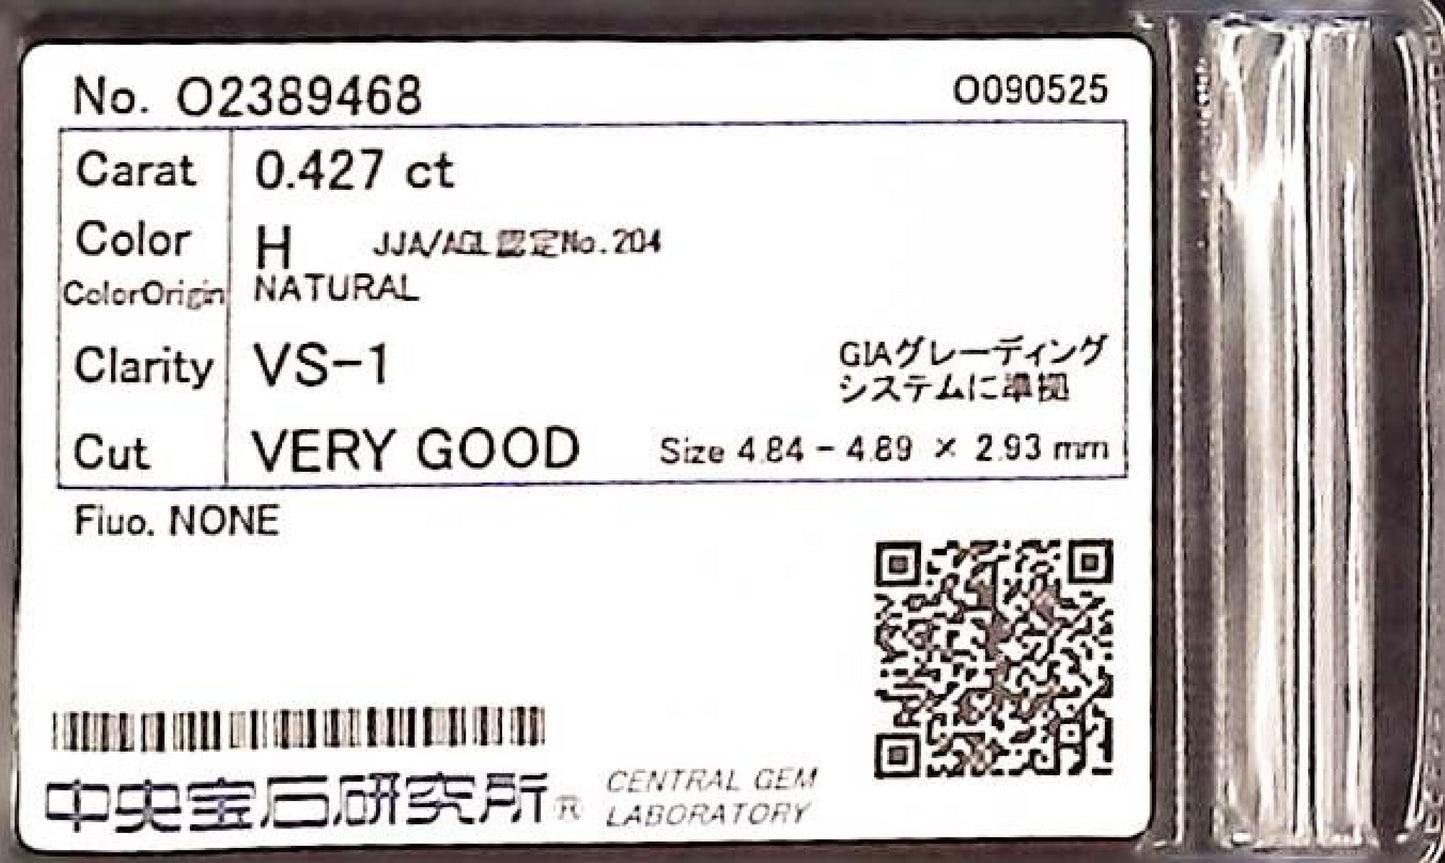 No. O2389468 O090525
Carat 0.427 ct
Color H JJA/AGL認定No.204
ColorOrigin NATURAL
Clarity VS-1 GIAグレーディング
システムに準拠
Cut VERY GOOD Size 4.84 - 4.89 × 2.93 mm
Fluo. NONE
中央宝石研究所® CENTRAL GEM
LABORATORY